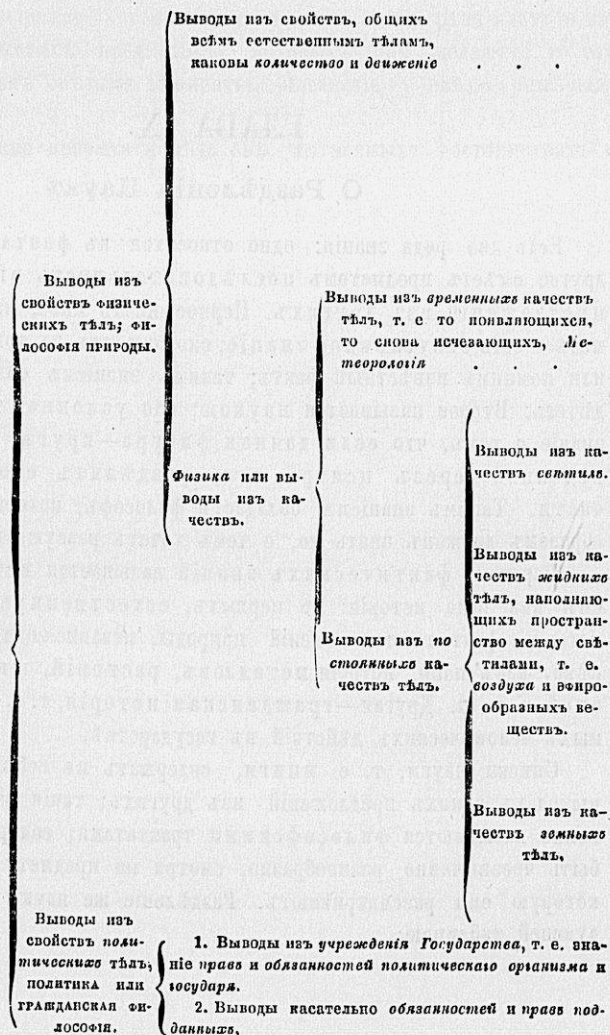 Выводы изъ свойствъ, общихъ
всѣмъ естественнымъ тѣламъ,
каковы количество и движеніе . . .
Выводы изъ
свойствъ физичес-
скихъ тѣлъ; фи-
лософія природы.
Выводы изъ временныхъ качествъ
тѣлъ, т. е то появляющихся,
то снова исчезающихъ, Ме-
теорологія . . .
Физика или вы-
воды изъ ка-
чествъ.
Выводы изъ ка-
чествъ свѣтилъ.
Выводы изъ ка-
чествъ жидкихъ
тѣлъ, наполняю-
щихъ простран-
ство между свѣ-
тилами, т. е.
воздуха и эфиро-
образныхъ ве-
ществъ.
Выводы изъ по
стоянныхъ ка-
чествъ тѣлъ.
Выводы изъ ка-
чествъ земныхъ
тѣлъ.
Выводы изъ
свойствъ поли-
тическихъ тѣлъ,
политика или
гражданская фи-
лософія.
1. Выводы изъ учрежденія Государства, т. е. зна-
ніе правъ и обязанностей политическаго организма и
государя.
2. Выводы касательно обязанностей и правъ под-
данныхъ,